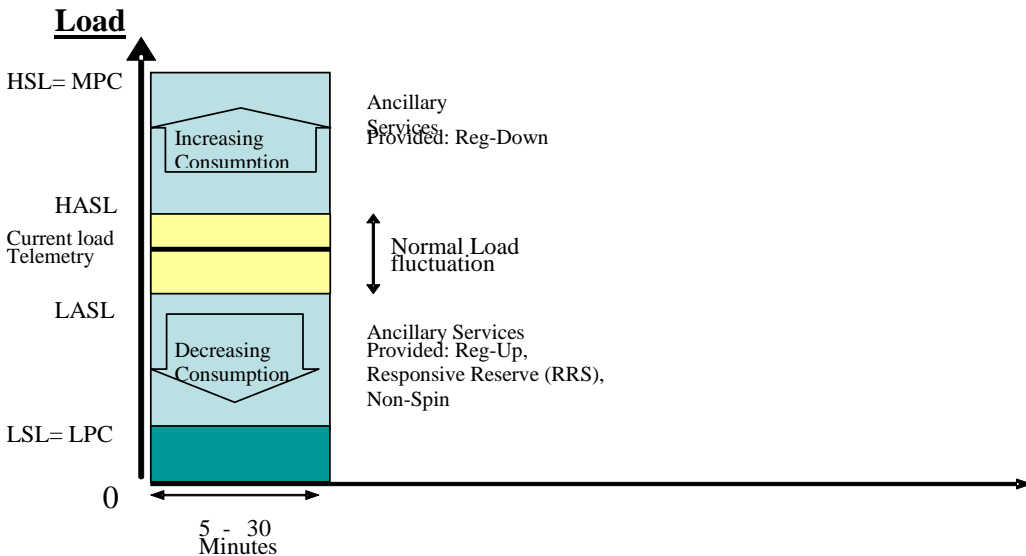 Load
HSL= MPC
Ancillary
Services
Provided: Reg-Down
Increasing
Consumption
HASL
Current load
Telemetry
Normal Load
fluctuation
LASL
Ancillary Services
Provided: Reg-Up,
Responsive Reserve (RRS),
Non-Spin
Decreasing
Consumption
LSL= LPC
0
5 - 30
Minutes